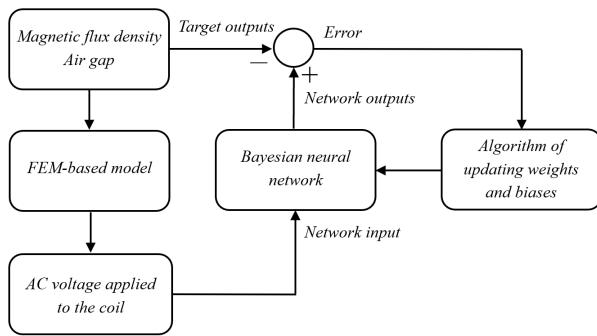 Magnetic flux density
Air gap
Target outputs
Error
−
+
Network outputs
FEM-based model
Bayesian neural
network
Algorithm of
updating weights
and biases
Network input
AC voltage applied
to the coil